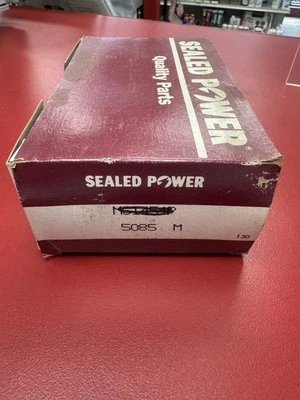 SEALED POWER
Quality Parts
SEALED POWER
5085 M
130